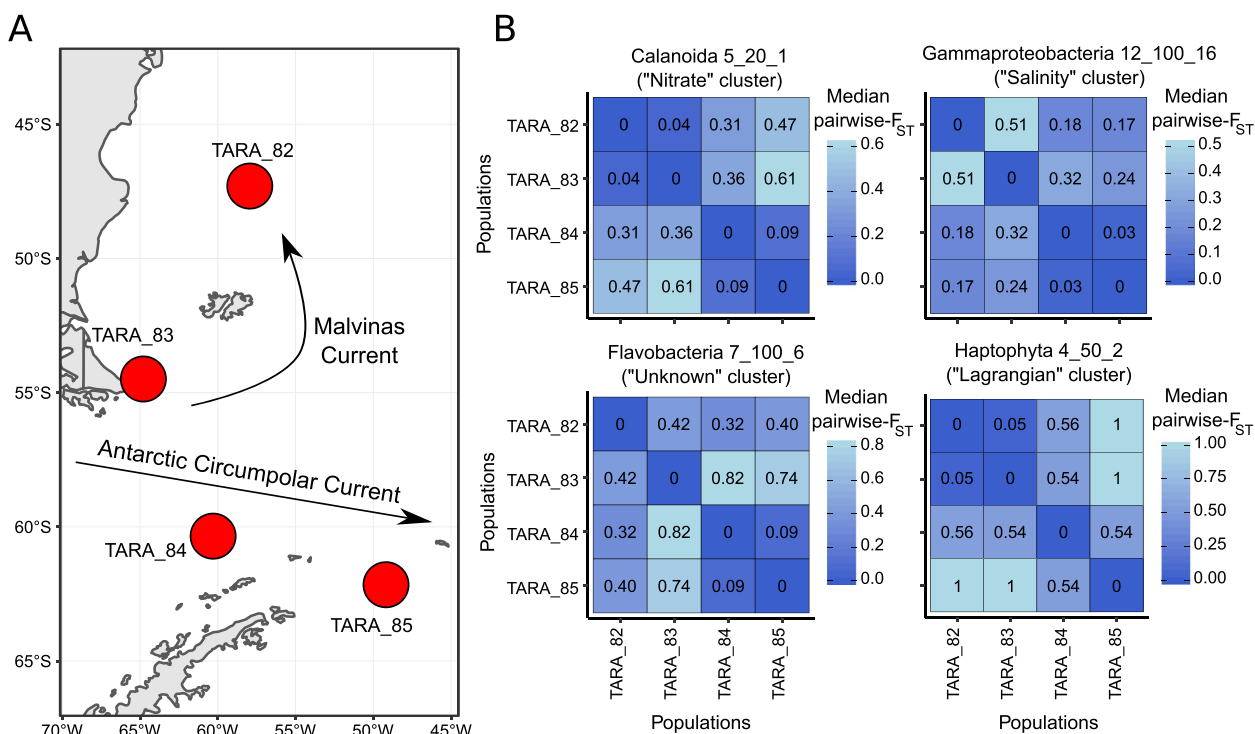 A
45°S
50°S
55°S
60°S
65°S
70°W
65°W
60°W
55°W
50°W
45°W
TARA_82
TARA_83
Malvinas
Current
Antarctic Circumpolar Current
TARA_84
TARA_85
B
Calanoida 5_20_1
("Nitrate" cluster)
Populations
TARA_82 0 0.04 0.31 0.47
TARA_83 0.04 0 0.36 0.61
TARA_84 0.31 0.36 0 0.09
TARA_85 0.47 0.61 0.09 0
Median
pairwise-FST
0.6
0.4
0.2
0.0
Gammaproteobacteria 12_100_16
("Salinity" cluster)
0 0.51 0.18 0.17
0.51 0 0.32 0.24
0.18 0.32 0 0.03
0.17 0.24 0.03 0
Median
pairwise-FST
0.5
0.4
0.3
0.2
0.1
0.0
Flavobacteria 7_100_6
("Unknown" cluster)
Populations
TARA_82 0 0.42 0.32 0.40
TARA_83 0.42 0 0.82 0.74
TARA_84 0.32 0.82 0 0.09
TARA_85 0.40 0.74 0.09 0
TARA_82 TARA_83 TARA_84 TARA_85
Populations
Median
pairwise-FST
0.8
0.6
0.4
0.2
0.0
Haptophyta 4_50_2
("Lagrangian" cluster)
0 0.05 0.56 1
0.05 0 0.54 1
0.56 0.54 0 0.54
1 1 0.54 0
TARA_82 TARA_83 TARA_84 TARA_85
Populations
Median
pairwise-FST
1.00
0.75
0.50
0.25
0.00